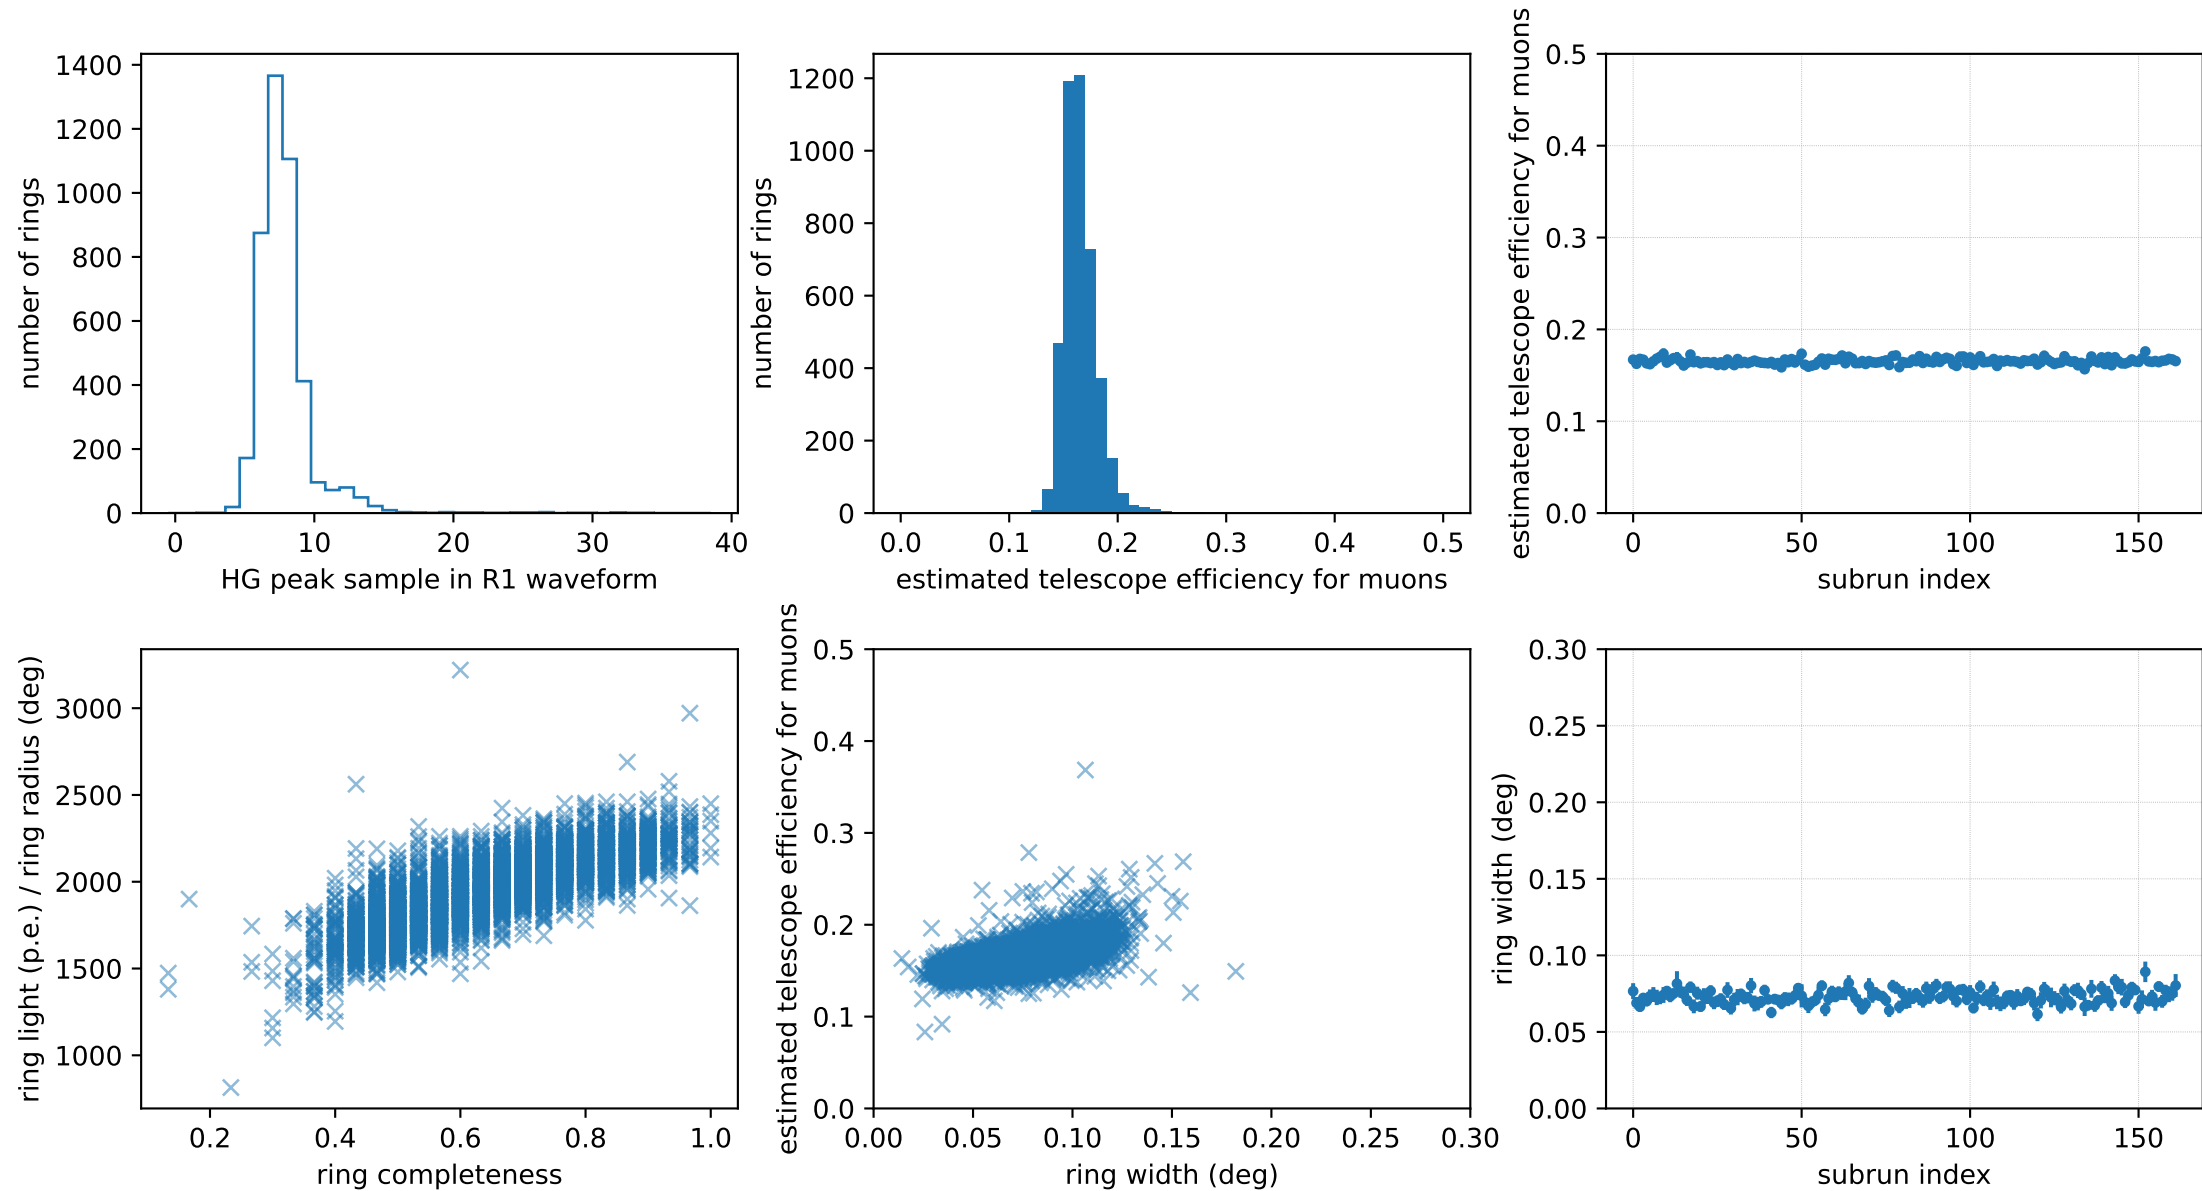 number of rings
1400
1200
1000
800
600
400
200
0
0 10 20 30 40
HG peak sample in R1 waveform
number of rings
1200
1000
800
600
400
200
0
0.0 0.1 0.2 0.3 0.4 0.5
estimated telescope efficiency for muons
estimated telescope efficiency for muons
0.5
0.4
0.3
0.2
0.1
0.0
0 50 100 150
subrun index
ring light (p.e.) / ring radius (deg)
3000
2500
2000
1500
1000
0.2 0.4 0.6 0.8 1.0
ring completeness
estimated telescope efficiency for muons
0.5
0.4
0.3
0.2
0.1
0.0
0.00 0.05 0.10 0.15 0.20 0.25 0.30
ring width (deg)
ring width (deg)
0.30
0.25
0.20
0.15
0.10
0.05
0.00
0 50 100 150
subrun index